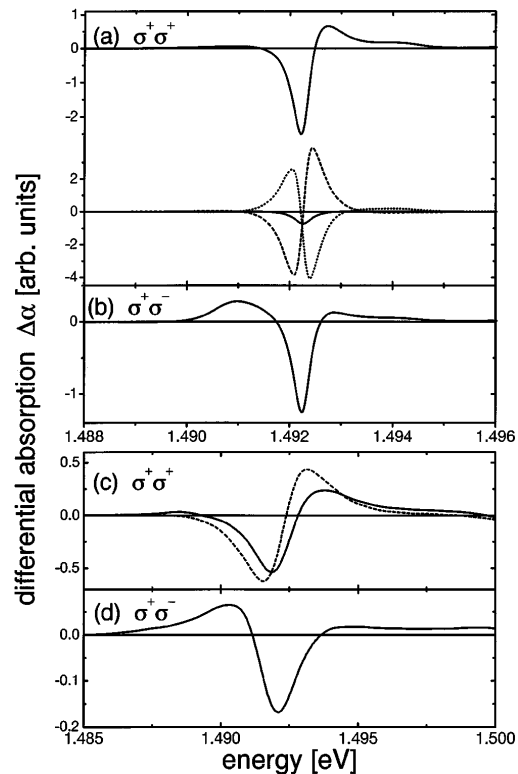 (a) σ⁺σ⁺
1
0
-1
-2
2
0
-2
-4
(b) σ⁺σ⁻
0
-1
1.488 1.490 1.492 1.494 1.496
(c) σ⁺σ⁺
0.5
0.0
-0.5
(d) σ⁺σ⁻
0.0
-0.1
-0.2
1.485 1.490 1.495 1.500
energy [eV]
differential absorption Δα [arb. units]